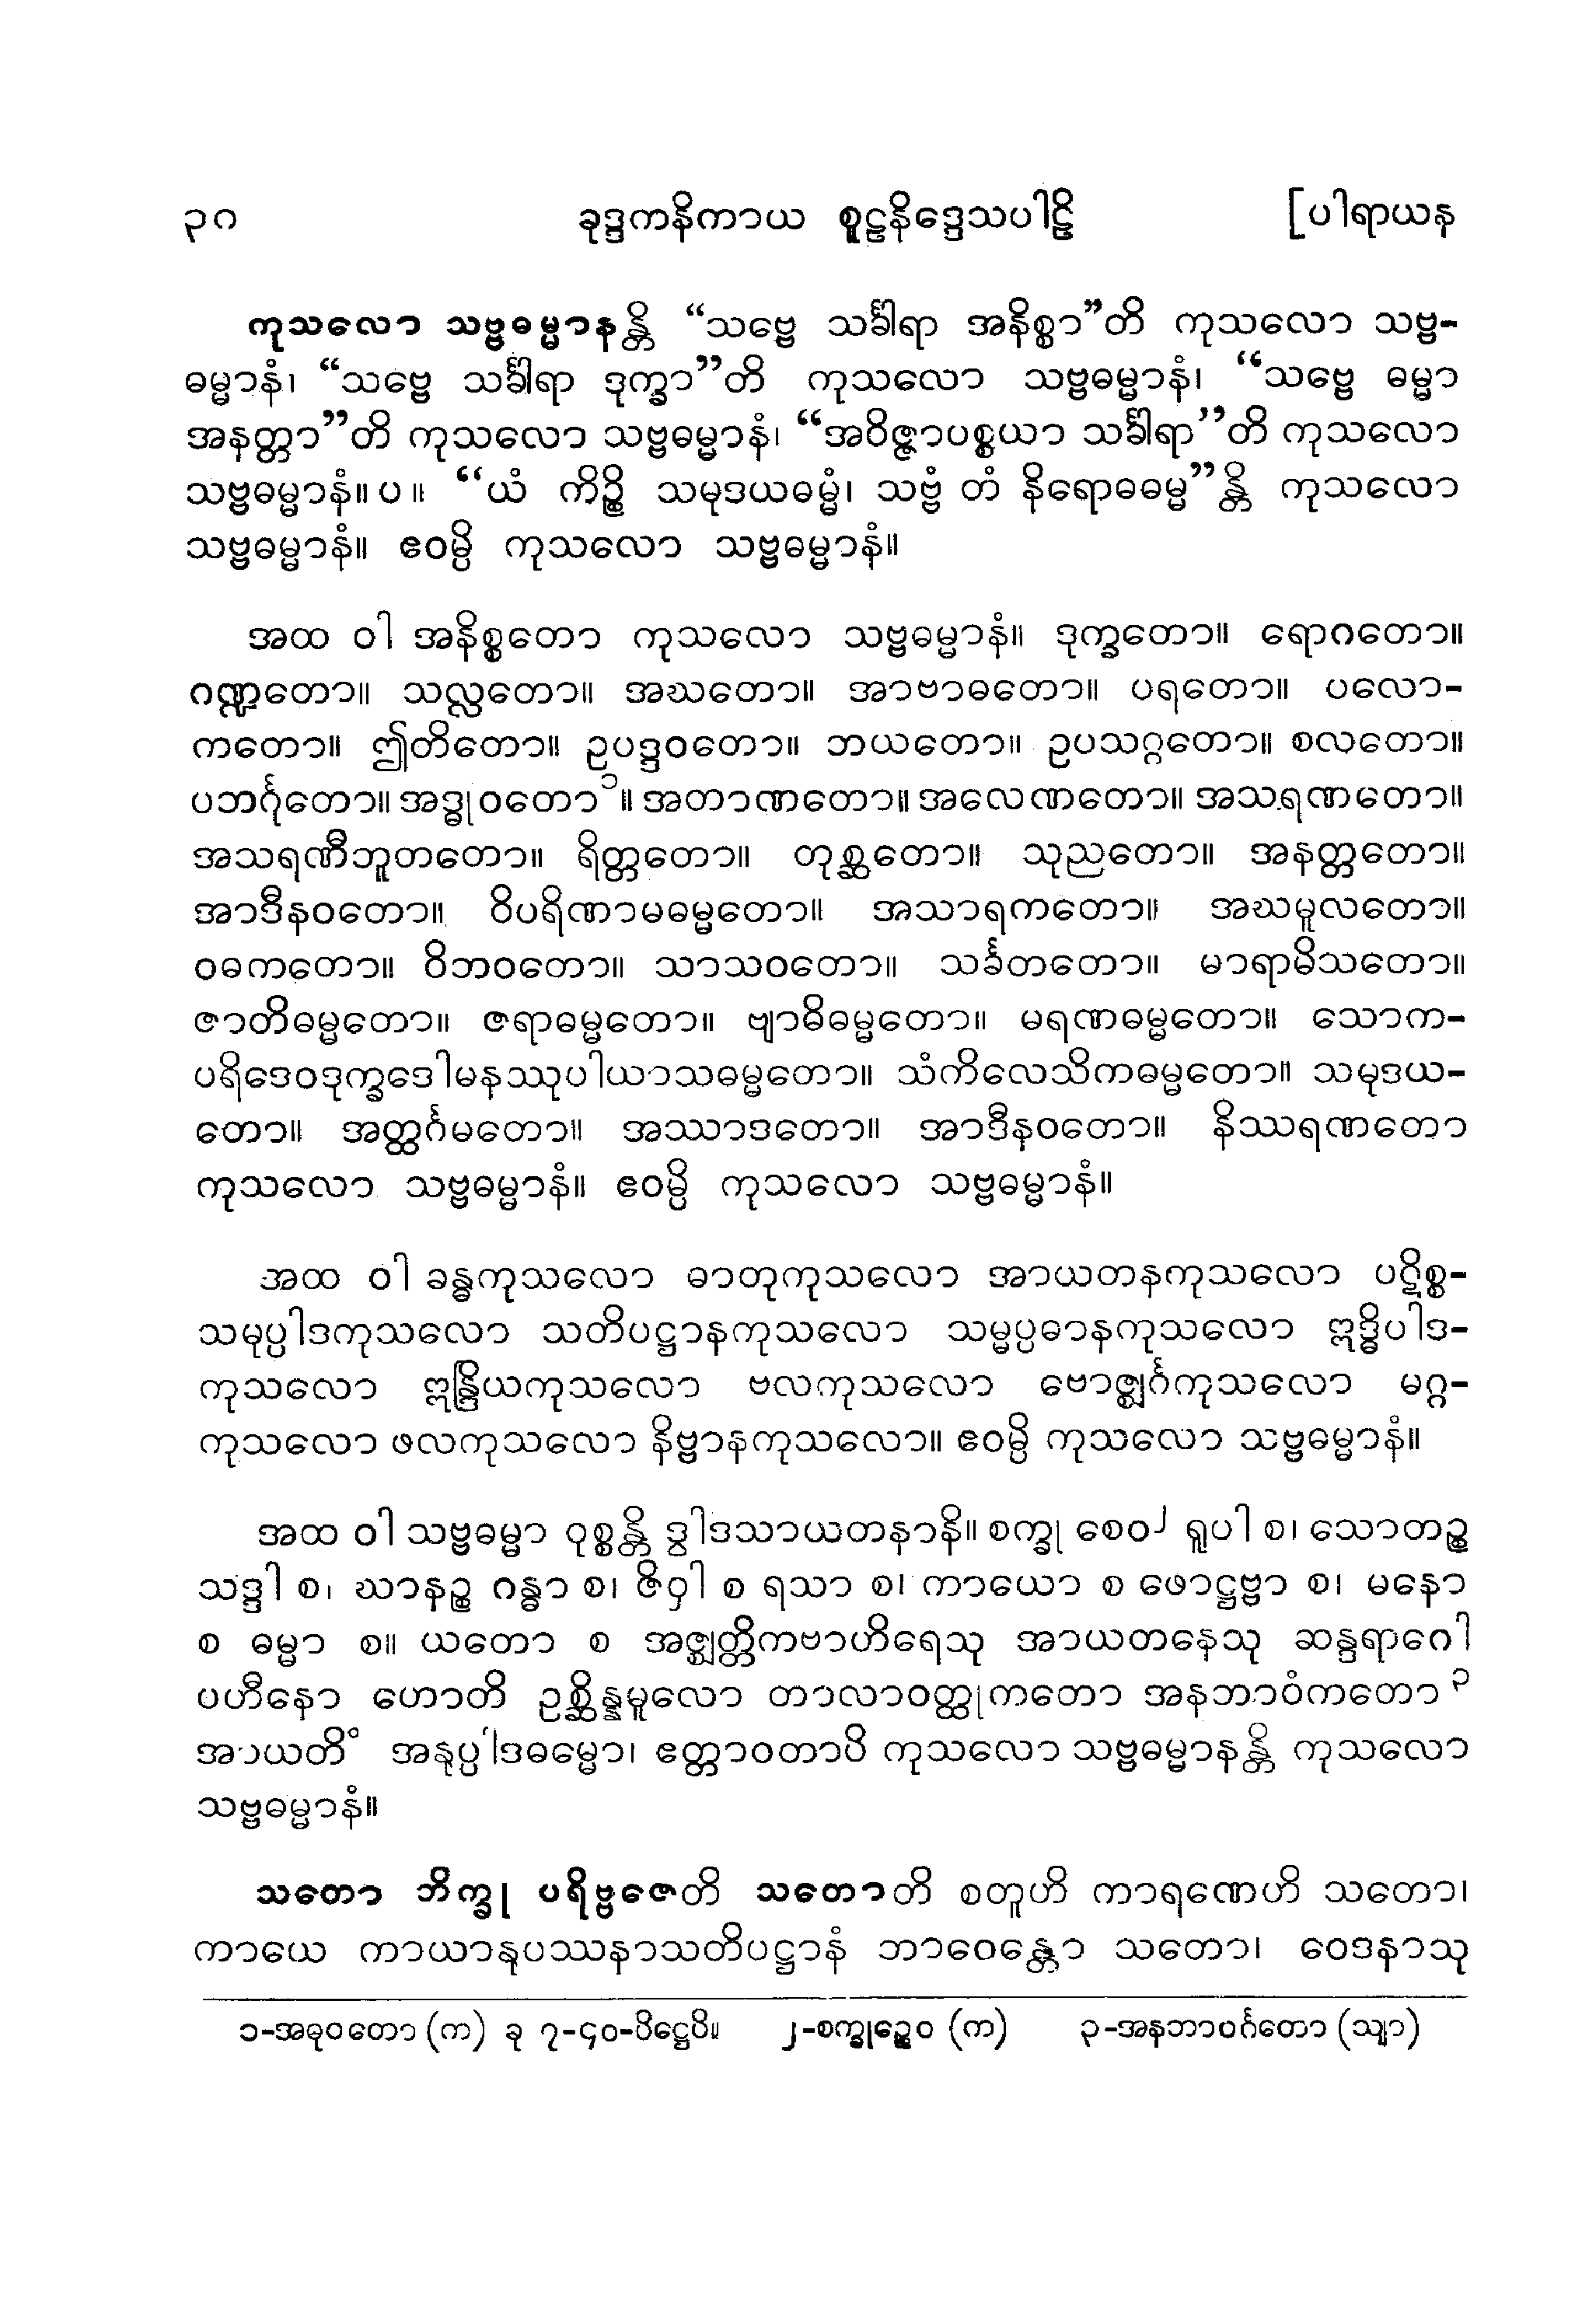 ၃ဂ ခုဒ္ဒကနိကာယ စူဠနိဒ္ဒေသပါဠိ [ပါရာယန
ကုသလော သဗ္ဗဓမ္မာနန္တိ “သဗ္ဗေ သင်္ခါရာ အနိစ္စာ”တိ ကုသလော သဗ္ဗ-
ဓမ္မာနံ၊ “သဗ္ဗေ သင်္ခါရာ ဒုက္ခာ”တိ ကုသလော သဗ္ဗဓမ္မာနံ၊ “သဗ္ဗေ ဓမ္မာ
အနတ္တာ”တိ ကုသလော သဗ္ဗဓမ္မာနံ၊ “အဝိဇ္ဇာပစ္စယာ သင်္ခါရာ”တိ ကုသလော
သဗ္ဗဓမ္မာနံ။ ပ။ “ယံ ကိဉ္စိ သမုဒယဓမ္မံ၊ သဗ္ဗံ တံ နိရောဓဓမ္မ”န္တိ ကုသလော
သဗ္ဗဓမ္မာနံ။ ဧဝမ္ပိ ကုသလော သဗ္ဗဓမ္မာနံ။
အထ ဝါ အနိစ္စတော ကုသလော သဗ္ဗဓမ္မာနံ။ ဒုက္ခတော။ ရောဂတော။
ဂဏ္ဍတော။ သလ္လတော။ အဃတော။ အာဗာဓတော။ ပရတော။ ပလော-
ကတော။ ဤတိတော။ ဥပဒ္ဒဝတော။ ဘယတော။ ဥပသဂ္ဂတော။ စလတော။
ပဘင်္ဂုတော။ အဒ္ဓုဝတော၁။ အတာဏတော။ အလေဏတော။ အသရဏတော။
အသရဏီဘူတတော။ ရိတ္တတော။ တုစ္ဆတော။ သုညတော။ အနတ္တတော။
အာဒီနဝတော။ ဝိပရိဏာမဓမ္မတော။ အသာရကတော။ အဃမူလတော။
ဝဓကတော။ ဝိဘဝတော။ သာသဝတော။ သင်္ခတတော။ မာရာမိသတော။
ဇာတိဓမ္မတော။ ဇရာဓမ္မတော။ ဗျာဓိဓမ္မတော။ မရဏဓမ္မတော။ သောက-
ပရိဒေဝဒုက္ခဒေါမနဿုပါယာသဓမ္မတော။ သံကိလေသိကဓမ္မတော။ သမုဒယ-
တော။ အတ္ထင်္ဂမတော။ အဿာဒတော။ အာဒီနဝတော။ နိဿရဏတော
ကုသလော သဗ္ဗဓမ္မာနံ။ ဧဝမ္ပိ ကုသလော သဗ္ဗဓမ္မာနံ။
အထ ဝါ ခန္ဓကုသလော ဓာတုကုသလော အာယတနကုသလော ပဋိစ္စ-
သမုပ္ပါဒကုသလော သတိပဋ္ဌာနကုသလော သမ္မပ္ပဓာနကုသလော ဣဒ္ဓိပါဒ-
ကုသလော ဣန္ဒြိယကုသလော ဗလကုသလော ဗောဇ္ဈင်္ဂကုသလော မဂ္ဂ-
ကုသလော ဖလကုသလော နိဗ္ဗာနကုသလော။ ဧဝမ္ပိ ကုသလော သဗ္ဗဓမ္မာနံ။
အထ ဝါ သဗ္ဗဓမ္မာ ဝုစ္စန္တိ ဒွါဒသာယတနာနိ။ စက္ခု စေဝ၂ ရူပါ စ၊ သောတဉ္စ
သဒ္ဒါ စ၊ ဃာနဉ္စ ဂန္ဓာ စ၊ ဇိဝှါ စ ရသာ စ၊ ကာယော စ ဖောဋ္ဌဗ္ဗာ စ၊ မနော
စ ဓမ္မာ စ။ ယတော စ အဇ္ဈတ္တိကဗာဟိရေသု အာယတနေသု ဆန္ဒရာဂေါ
ပဟီနော ဟောတိ ဥစ္ဆိန္နမူလော တာလာဝတ္ထုကတော အနဘာဝံကတော၃
အာယတိံ အနုပ္ပါဒဓမ္မော၊ ဧတ္တာဝတာပိ ကုသလော သဗ္ဗဓမ္မာနန္တိ ကုသလော
သဗ္ဗဓမ္မာနံ။
သတော ဘိက္ခု ပရိဗ္ဗဇေတိ သတောတိ စတူဟိ ကာရဏေဟိ သတော၊
ကာယေ ကာယာနုပဿနာသတိပဋ္ဌာနံ ဘာဝေန္တော သတော၊ ဝေဒနာသု
၁-အဓုဝတော (က) ခု ၇-၄၀-ပိဋ္ဌေပိ။ ၂-စက္ခုဉ္စေဝ (က) ၃-အနဘာဝင်္ဂတော (သျာ)